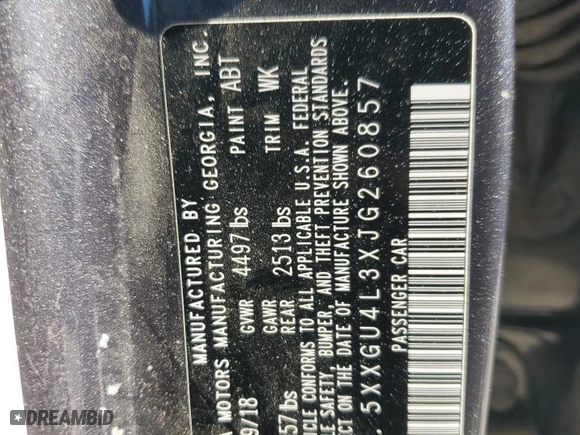 MANUFACTURED BY
MOTORS MANUFACTURING GEORGIA, INC.
9/18 GVWR 4497 lbs PAINT ABT
57 lbs GAWR REAR 2513 lbs TRIM WK
VEHICLE CONFORMS TO ALL APPLICABLE U.S.A. FEDERAL
SAFETY, BUMPER, AND THEFT PREVENTION STANDARDS
ON THE DATE OF MANUFACTURE SHOWN ABOVE.
5XXGU4L3XJG260857
PASSENGER CAR
DREAMBID